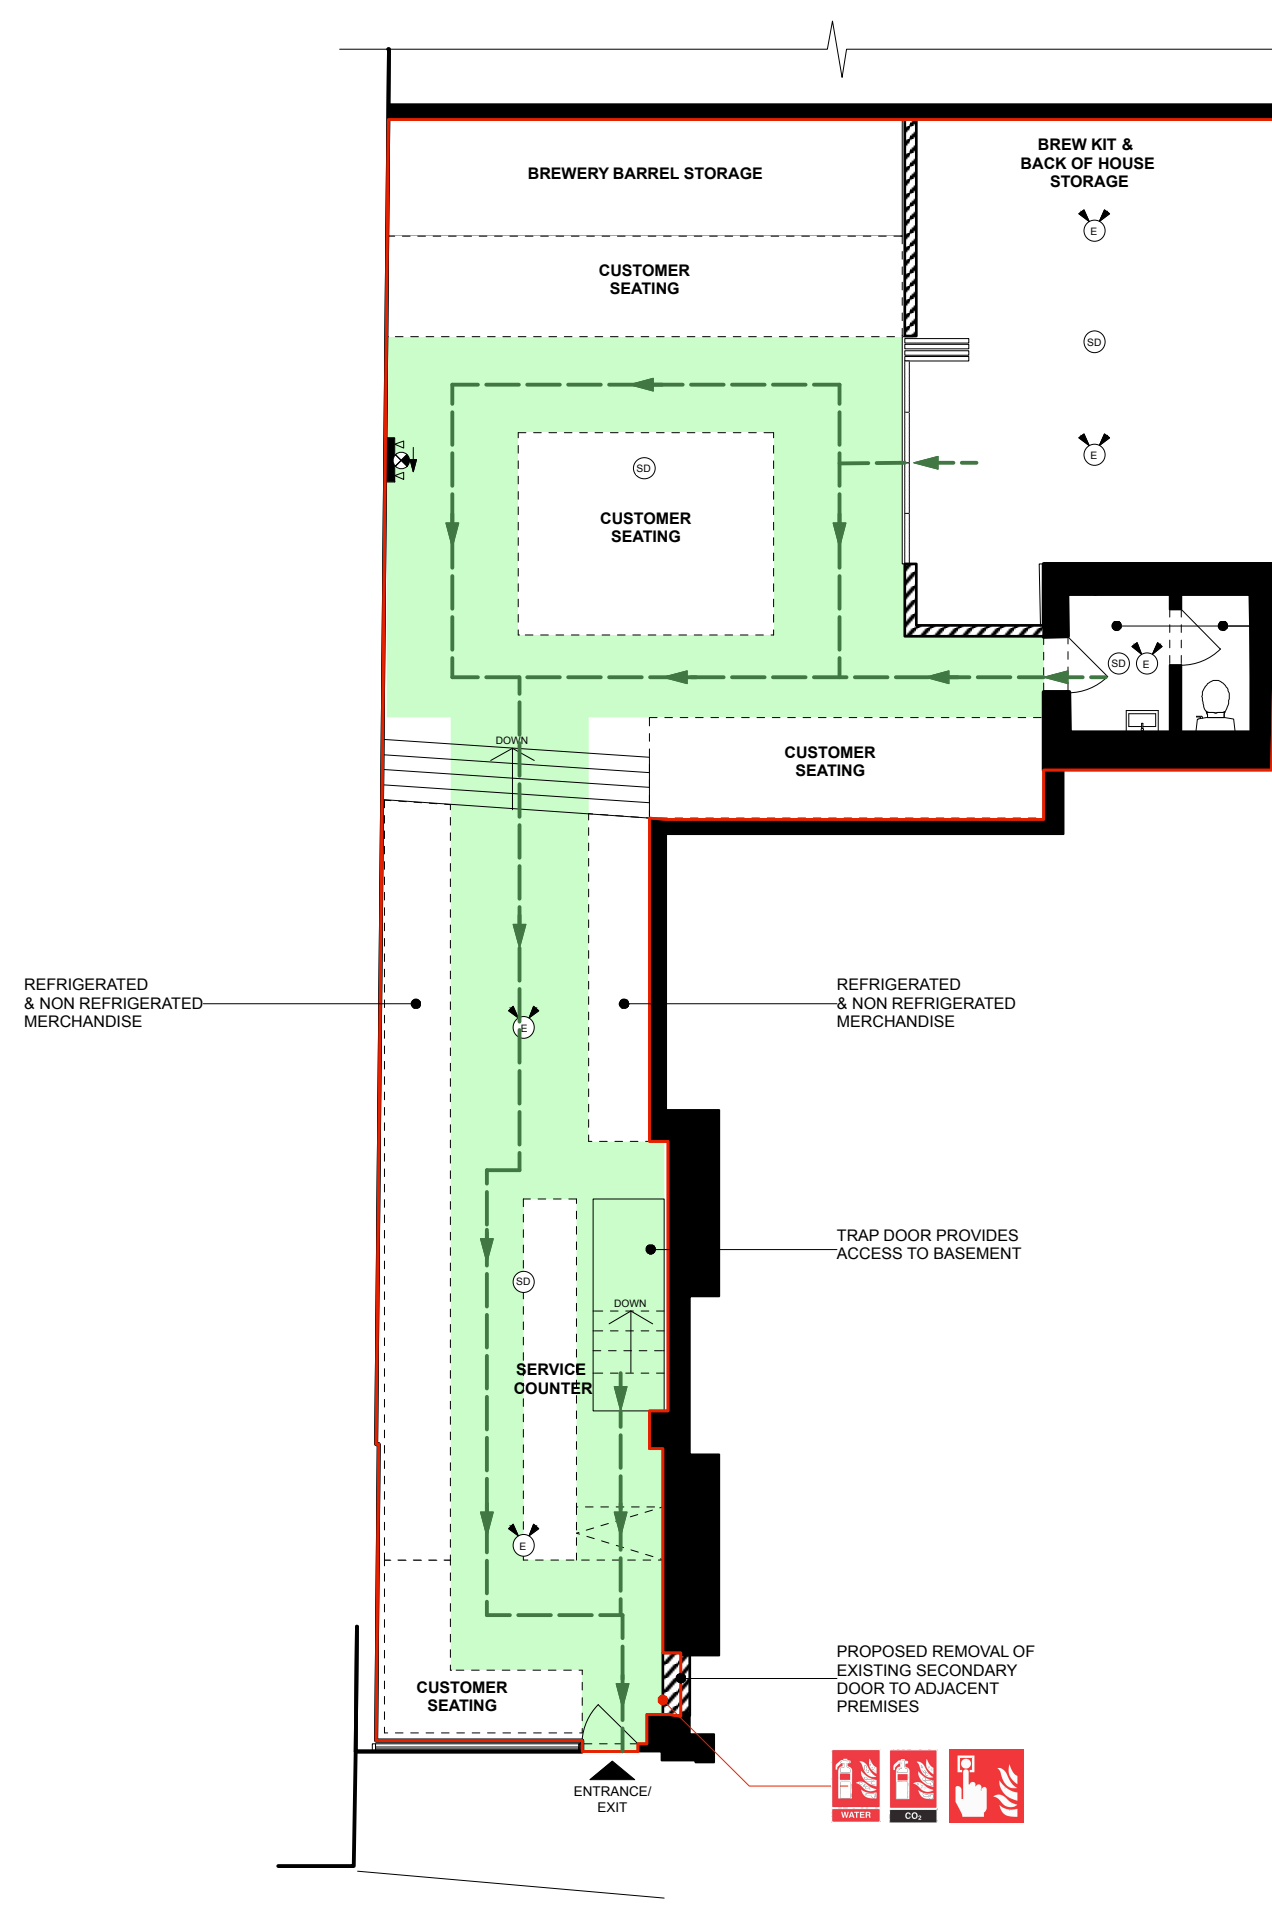 BREWERY BARREL STORAGE
BREW KIT &
BACK OF HOUSE
STORAGE
E
CUSTOMER
SEATING
SD
E
SD
CUSTOMER
SEATING
SD
E
DOWN
CUSTOMER
SEATING
REFRIGERATED
& NON REFRIGERATED
MERCHANDISE
E
REFRIGERATED
& NON REFRIGERATED
MERCHANDISE
TRAP DOOR PROVIDES
ACCESS TO BASEMENT
SD
DOWN
SERVICE
COUNTER
E
PROPOSED REMOVAL OF
EXISTING SECONDARY
DOOR TO ADJACENT
PREMISES
CUSTOMER
SEATING
ENTRANCE/
EXIT
WATER
CO₂